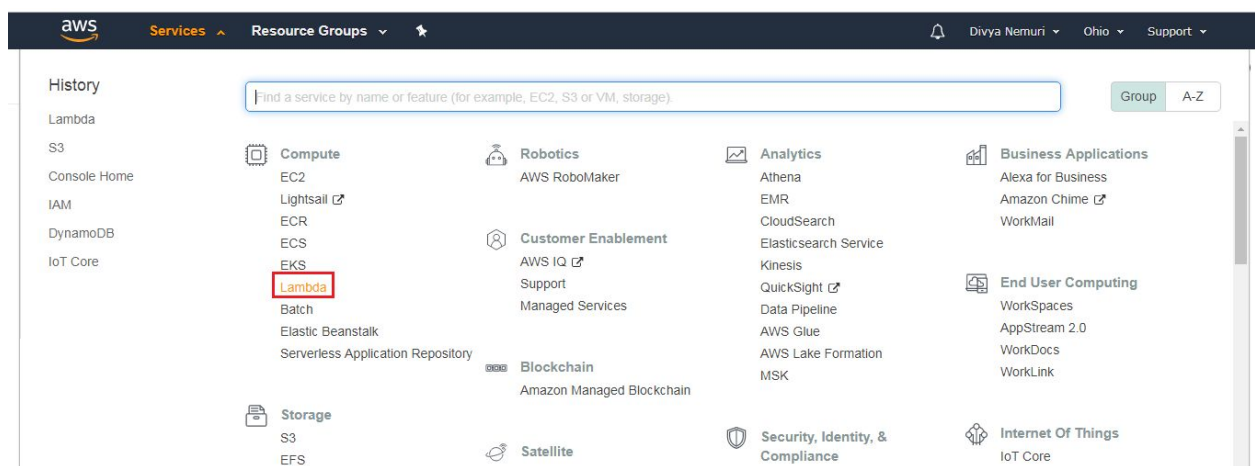 aws
Services
Resource Groups
Divya Nemuri
Ohio
Support
History
Lambda
S3
Console Home
IAM
DynamoDB
IoT Core
Find a service by name or feature (for example, EC2, S3 or VM, storage).
Group
A-Z
Compute
EC2
Lightsail
ECR
ECS
EKS
Lambda
Batch
Elastic Beanstalk
Serverless Application Repository
Storage
S3
EFS
Robotics
AWS RoboMaker
Customer Enablement
AWS IQ
Support
Managed Services
Blockchain
Amazon Managed Blockchain
Satellite
Analytics
Athena
EMR
CloudSearch
Elasticsearch Service
Kinesis
QuickSight
Data Pipeline
AWS Glue
AWS Lake Formation
MSK
Security, Identity, &
Compliance
Business Applications
Alexa for Business
Amazon Chime
WorkMail
End User Computing
WorkSpaces
AppStream 2.0
WorkDocs
WorkLink
Internet Of Things
IoT Core